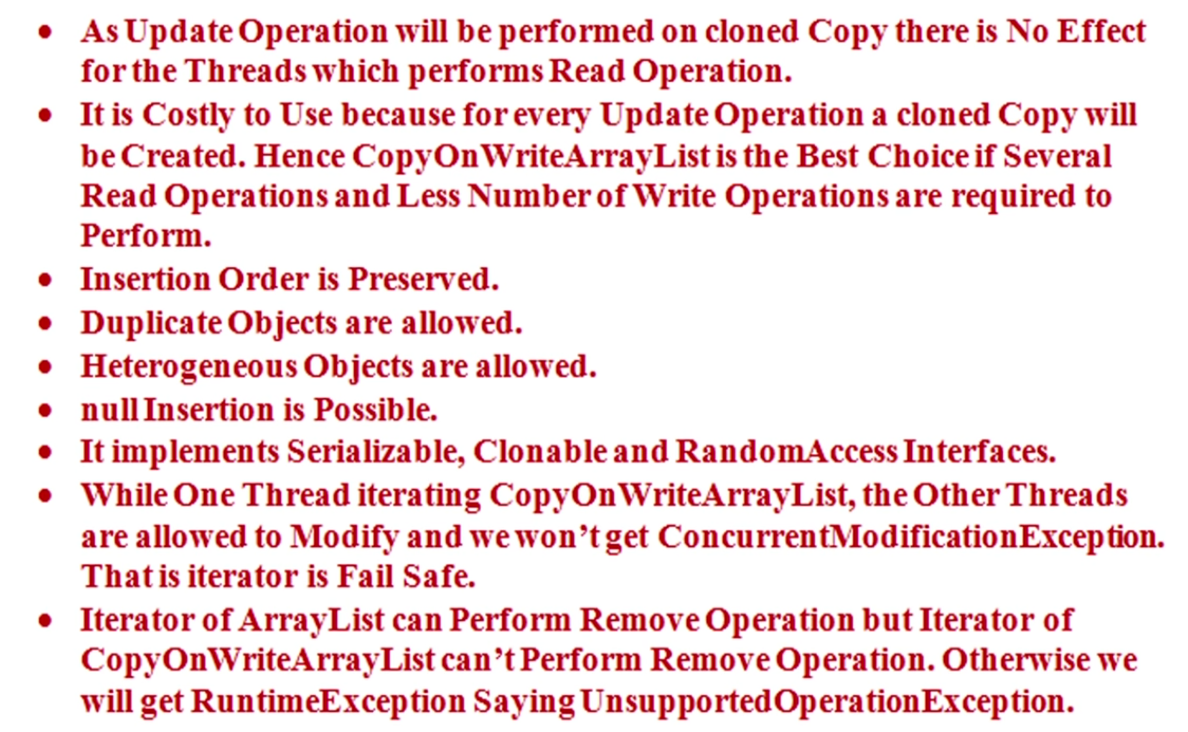 • As Update Operation will be performed on cloned Copy there is No Effect
for the Threads which performs Read Operation.
• It is Costly to Use because for every Update Operation a cloned Copy will
be Created. Hence CopyOnWriteArrayList is the Best Choice if Several
Read Operations and Less Number of Write Operations are required to
Perform.
• Insertion Order is Preserved.
• Duplicate Objects are allowed.
• Heterogeneous Objects are allowed.
• null Insertion is Possible.
• It implements Serializable, Clonable and RandomAccess Interfaces.
• While One Thread iterating CopyOnWriteArrayList, the Other Threads
are allowed to Modify and we won’t get ConcurrentModificationException.
That is iterator is Fail Safe.
• Iterator of ArrayList can Perform Remove Operation but Iterator of
CopyOnWriteArrayList can’t Perform Remove Operation. Otherwise we
will get RuntimeException Saying UnsupportedOperationException.